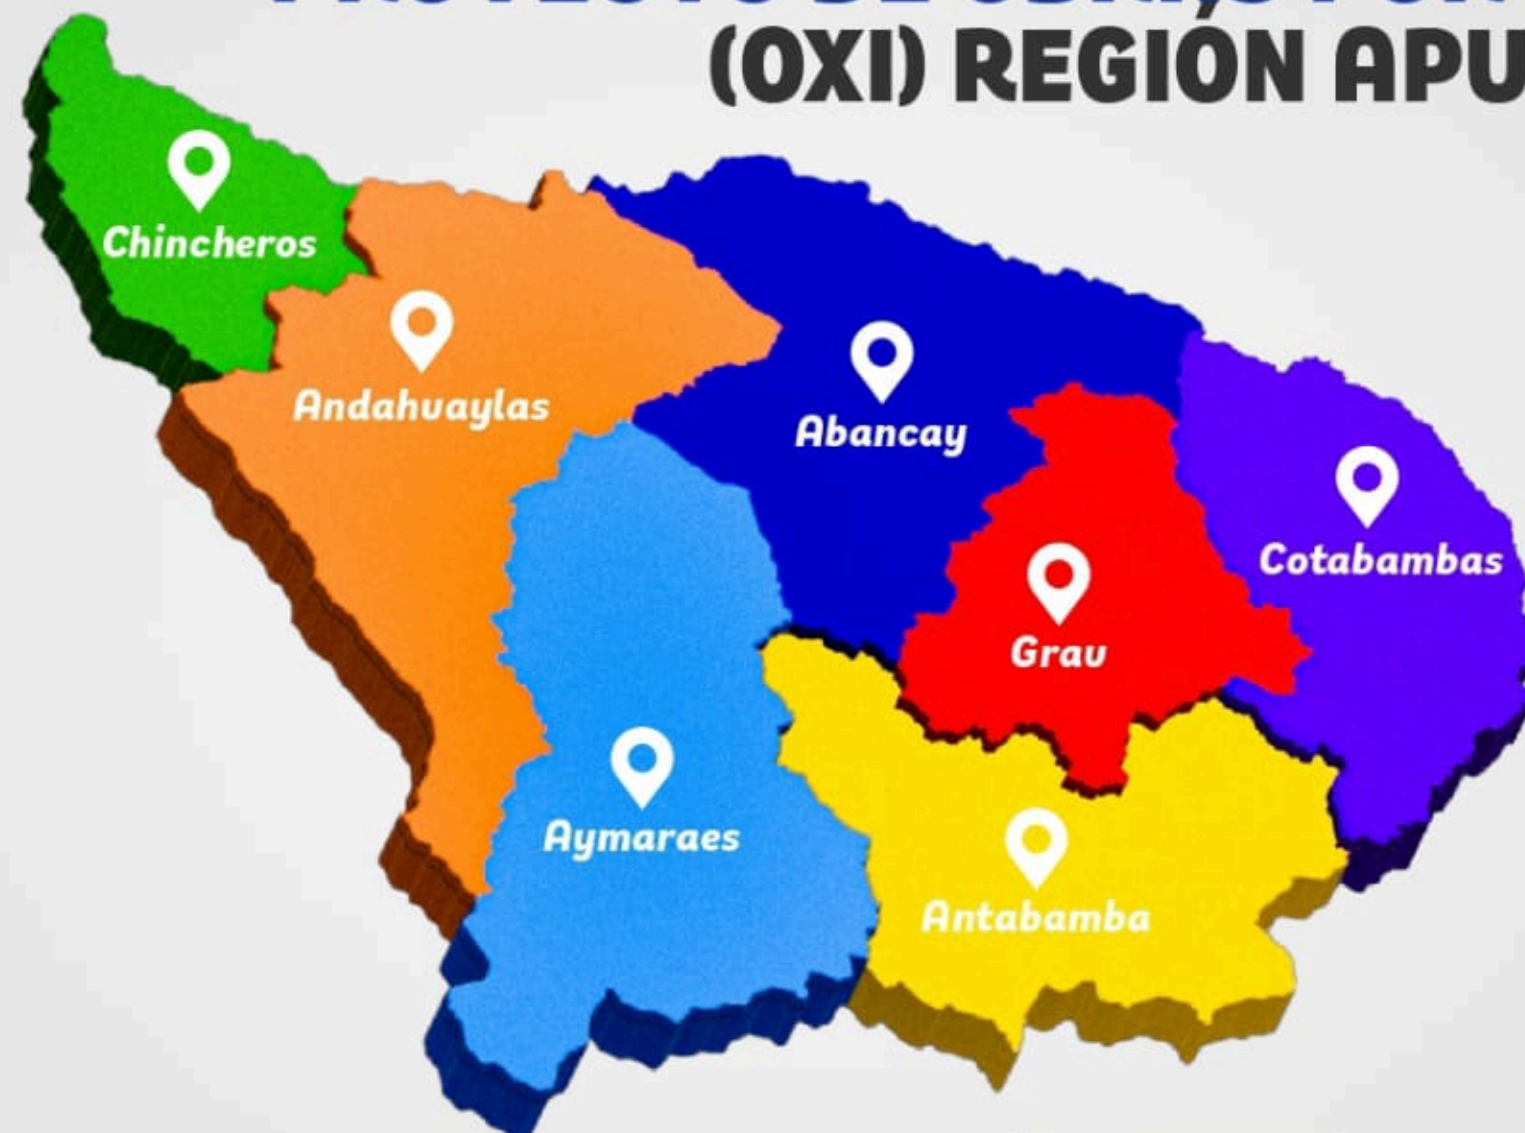 (OXI) REGIÓN APU
Chincheros
Andahuaylas
Abancay
Cotabambas
Grau
Aymaraes
Antabamba